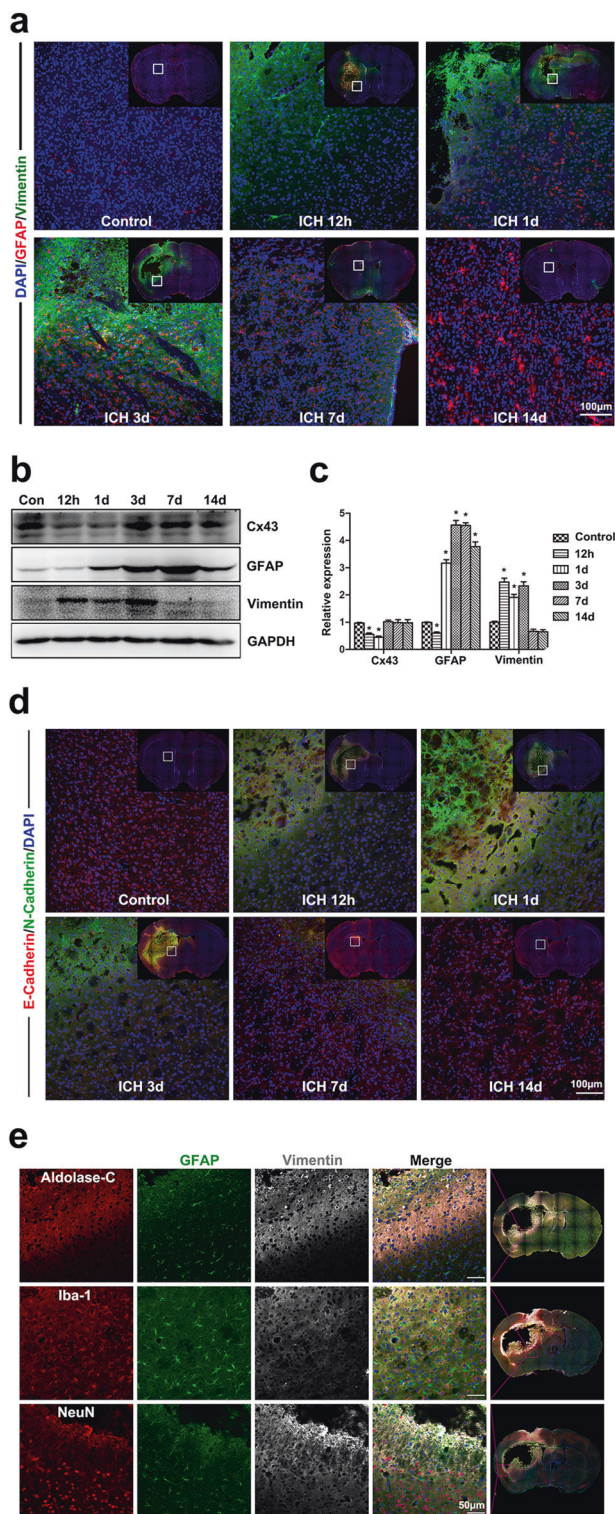 a
DAPI/GFAP/Vimentin
Control
ICH 12h
ICH 1d
ICH 3d
ICH 7d
ICH 14d
100μm
b
Con 12h 1d 3d 7d 14d
Cx43
GFAP
Vimentin
GAPDH
c
Relative expression
5
4
3
2
1
0
* * * * * * * * * *
Cx43 GFAP Vimentin
Control
12h
1d
3d
7d
14d
d
E-Cadherin/N-Cadherin/DAPI
Control
ICH 12h
ICH 1d
ICH 3d
ICH 7d
ICH 14d
100μm
e
GFAP Vimentin Merge
Aldolase-C
Iba-1
NeuN
50μm